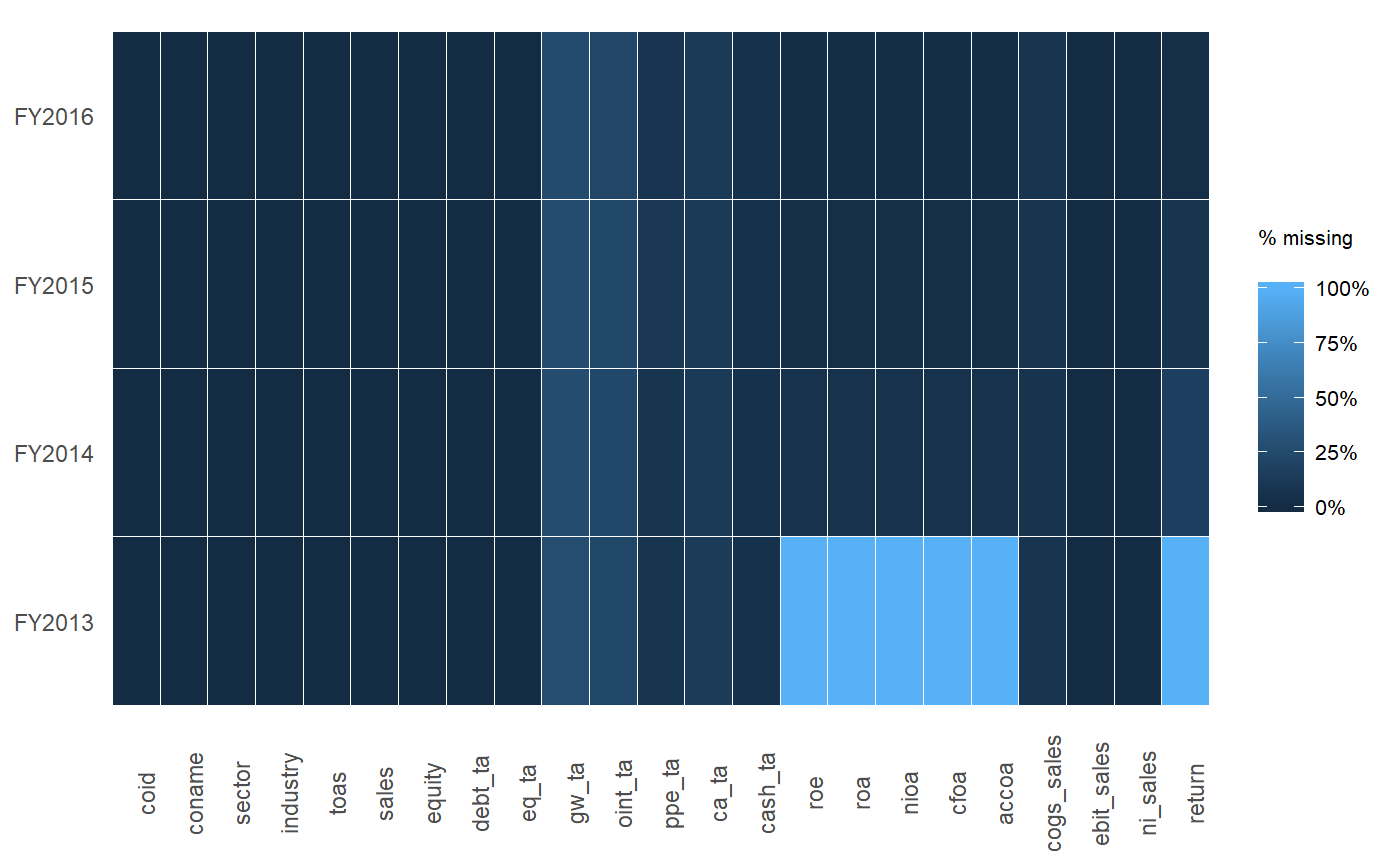 FY2016
FY2015
FY2014
FY2013
% missing
100%
75%
50%
25%
0%
coid
coname
sector
industry
toas
sales
equity
debt_ta
eq_ta
gw_ta
oint_ta
ppe_ta
ca_ta
cash_ta
roe
roa
nioa
cfoa
accoa
cogs_sales
ebit_sales
ni_sales
return